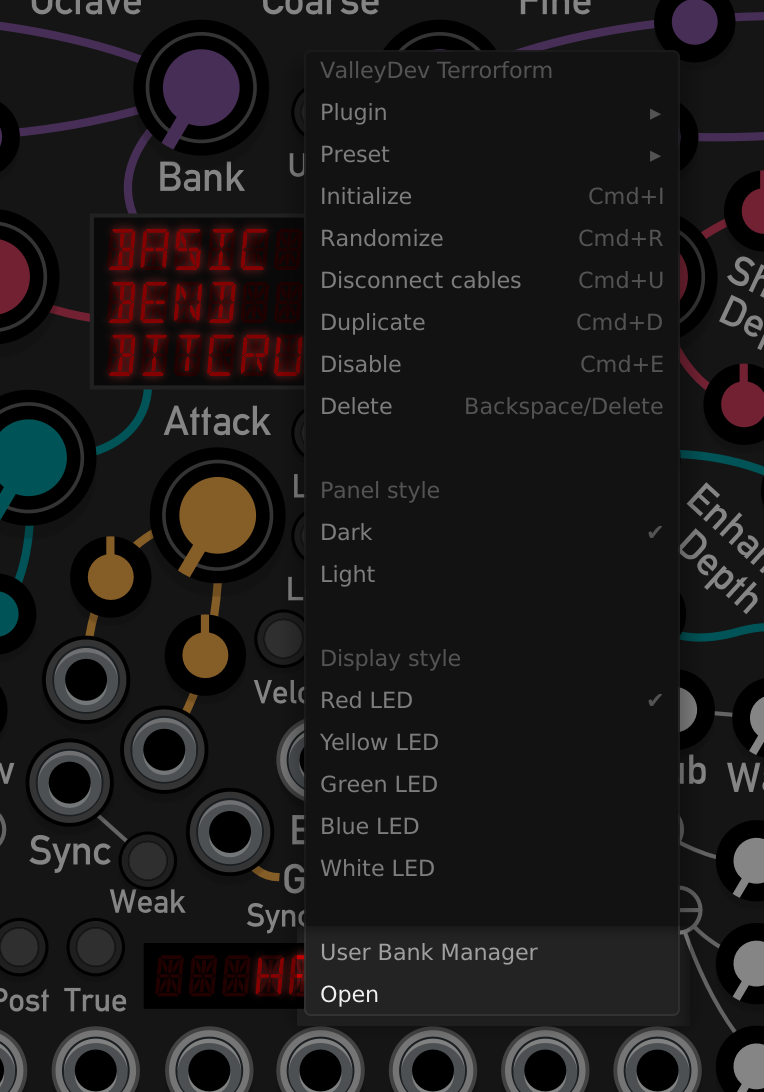 Octave Coarse Fine
Bank
BASIC
BEND
BITCRU
Attack
Sync
Weak
Post True
ValleyDev Terrorform
Plugin ▸
Preset ▸
Initialize Cmd+I
Randomize Cmd+R
Disconnect cables Cmd+U
Duplicate Cmd+D
Disable Cmd+E
Delete Backspace/Delete
Panel style
Dark ✔
Light
Display style
Red LED ✔
Yellow LED
Green LED
Blue LED
White LED
User Bank Manager
Open
Depth